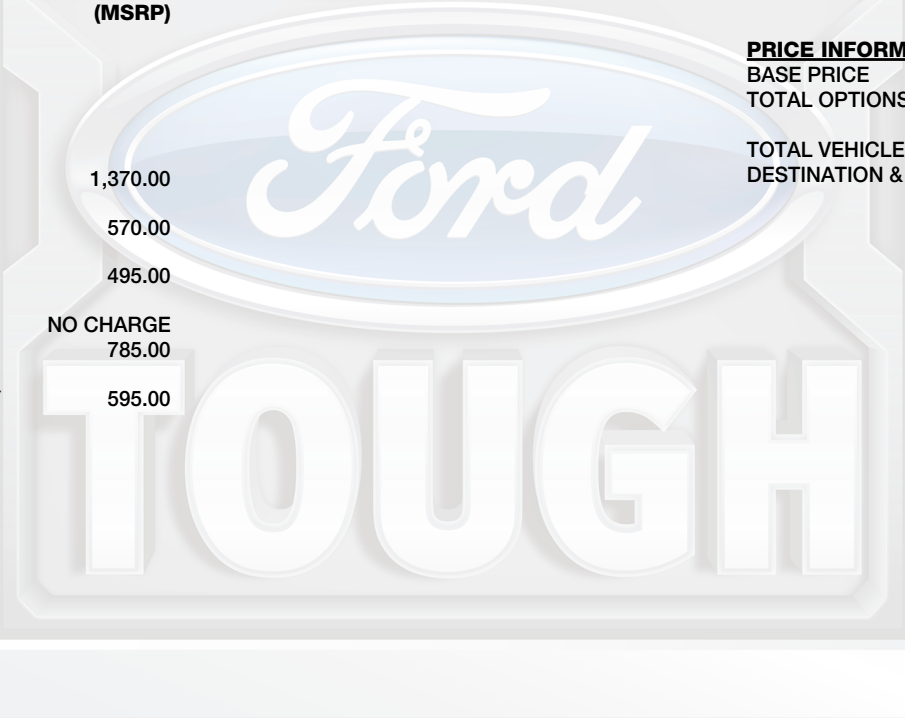 (MSRP)
1,370.00
570.00
495.00
NO CHARGE
785.00
595.00
PRICE INFORM
BASE PRICE
TOTAL OPTIONS
TOTAL VEHICLE
DESTINATION &
Ford
TOUGH